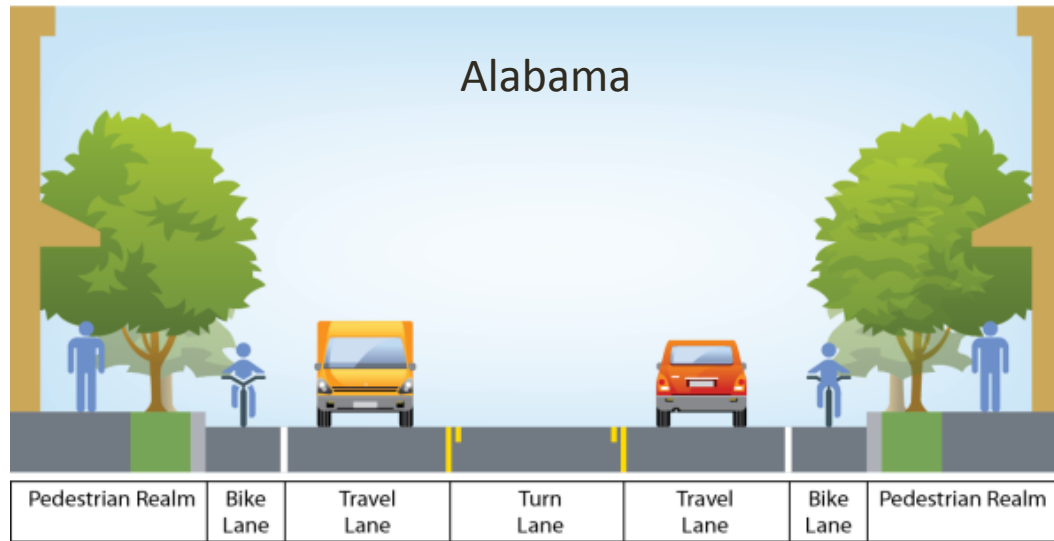 Alabama
Pedestrian Realm
Bike
Lane
Travel
Lane
Turn
Lane
Travel
Lane
Bike
Lane
Pedestrian Realm